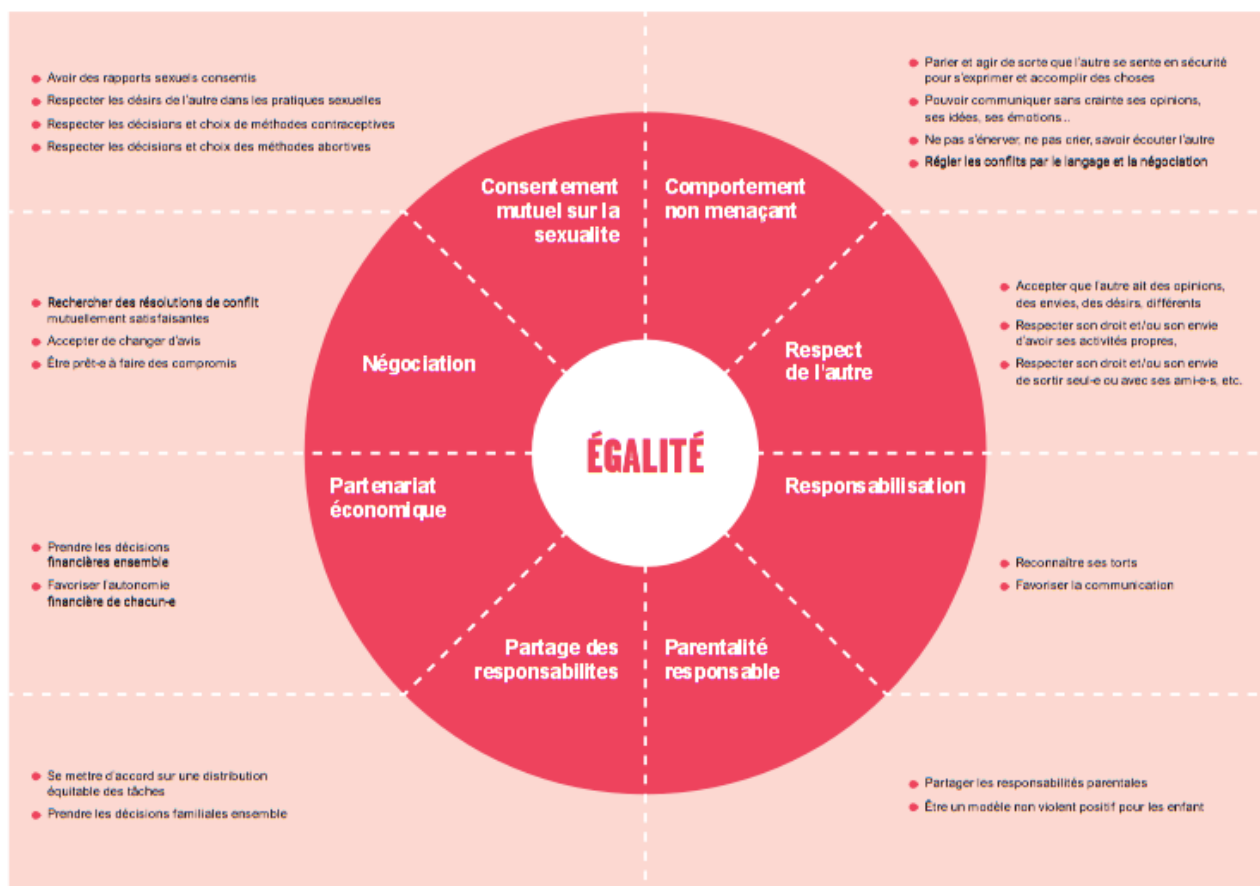 Avoir des rapports sexuels consentis
Respecter les désirs de l'autre dans les pratiques sexuelles
Respecter les décisions et choix de méthodes contraceptives
Respecter les décisions et choix des méthodes abortives
Parler et agir de sorte que l'autre se sente en sécurité
pour s'exprimer et accomplir des choses
Pouvoir communiquer sans crainte ses opinions,
ses idées, ses émotions...
Ne pas s'énerver, ne pas crier, savoir écouter l'autre
Régler les conflits par le langage et la négociation
Consentement
mutuel sur la
sexualite
Comportement
non menaçant
Rechercher des résolutions de conflit
mutuellement satisfaisantes
Accepter de changer d'avis
Être prêt-e à faire des compromis
Négociation
Respect
de l'autre
Accepter que l'autre ait des opinions,
des envies, des désirs, différents
Respecter son droit et/ou son envie
d'avoir ses activités propres,
Respecter son droit et/ou son envie
de sortir seul-e ou avec ses ami-e-s, etc.
ÉGALITÉ
Partenariat
économique
Responsabilisation
Prendre les décisions
financières ensemble
Favoriser l'autonomie
financière de chacun-e
Reconnaître ses torts
Favoriser la communication
Partage des
responsabilites
Parentalité
responsable
Se mettre d'accord sur une distribution
équitable des tâches
Prendre les décisions familiales ensemble
Partager les responsabilités parentales
Être un modèle non violent positif pour les enfant